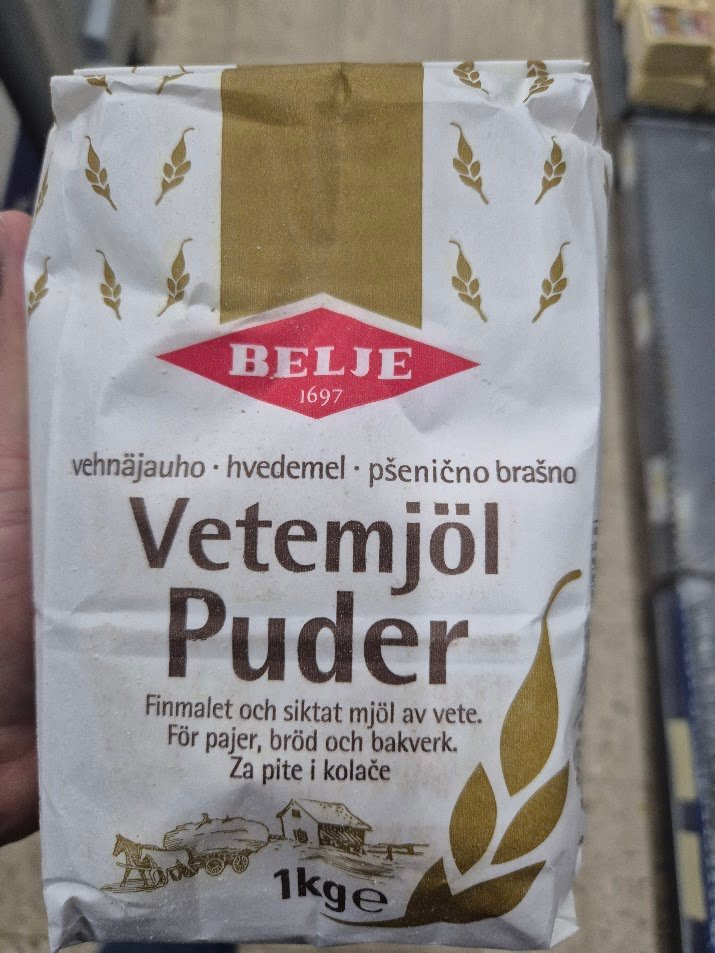 BELJE
1697
vehnäjauho · hvedemel · pšenično brašno
Vetemjöl
Puder
Finmalet och siktat mjöl av vete.
För pajer, bröd och bakverk.
Za pite i kolače
1kg ℮